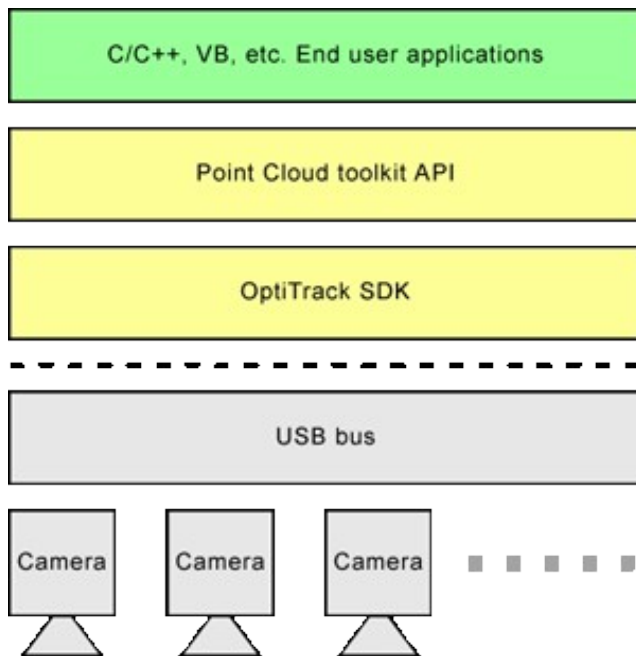 C/C++, VB, etc. End user applications
Point Cloud toolkit API
OptiTrack SDK
USB bus
Camera Camera Camera